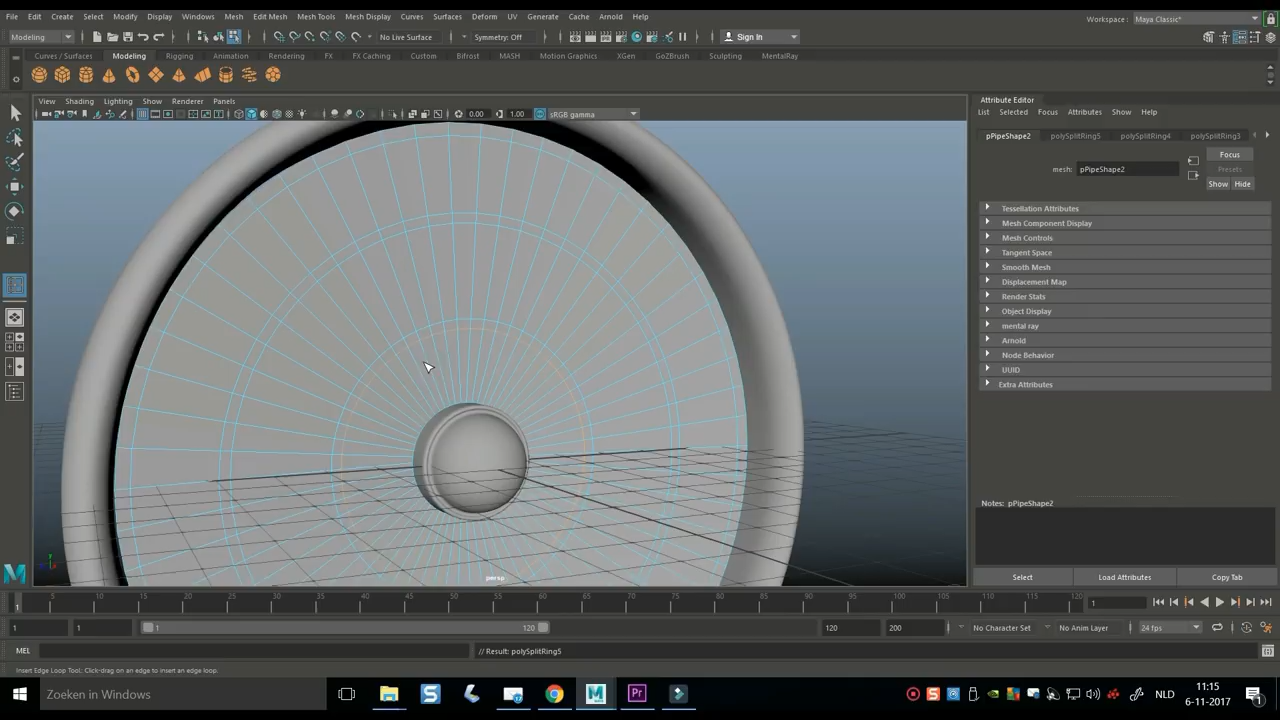 File Edit Create Select Modify Display Windows Mesh Edit Mesh Mesh Tools Mesh Display Curves Surfaces Deform UV Generate Cache Arnold Help
Workspace : Maya Classic*
Modeling No Live Surface Symmetry: Off Sign In
Curves / Surfaces Modeling Rigging Animation Rendering FX FX Caching Custom Bifrost MASH Motion Graphics XGen GoZBrush Sculpting MentalRay
View Shading Lighting Show Renderer Panels
0.00 1.00 sRGB gamma
persp
Attribute Editor
List Selected Focus Attributes Show Help
pPipeShape2 polySplitRing5 polySplitRing4 polySplitRing3
Focus
mesh: pPipeShape2
Presets
Show Hide
Tessellation Attributes
Mesh Component Display
Mesh Controls
Tangent Space
Smooth Mesh
Displacement Map
Render Stats
Object Display
mental ray
Arnold
Node Behavior
UUID
Extra Attributes
Notes: pPipeShape2
Select Load Attributes Copy Tab
5 10 15 20 25 30 35 40 45 50 55 60 65 70 75 80 85 90 95 100 105 110 115 120
1 1
1 1 1 120 120 200 No Character Set No Anim Layer 24 fps
MEL // Result: polySplitRing5
Insert Edge Loop Tool: Click-drag on an edge to insert an edge loop.
Zoeken in Windows
NLD
11:15
6-11-2017